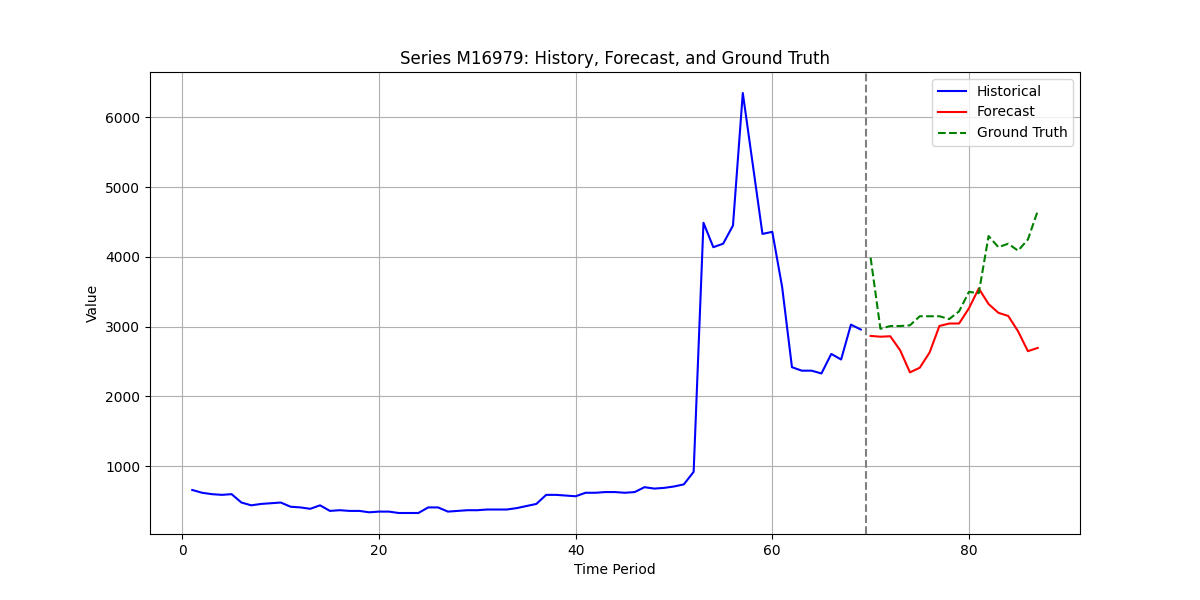 Series M16979: History, Forecast, and Ground Truth
Historical
Forecast
Ground Truth
6000
5000
4000
3000
2000
1000
Value
0
20
40
60
80
Time Period